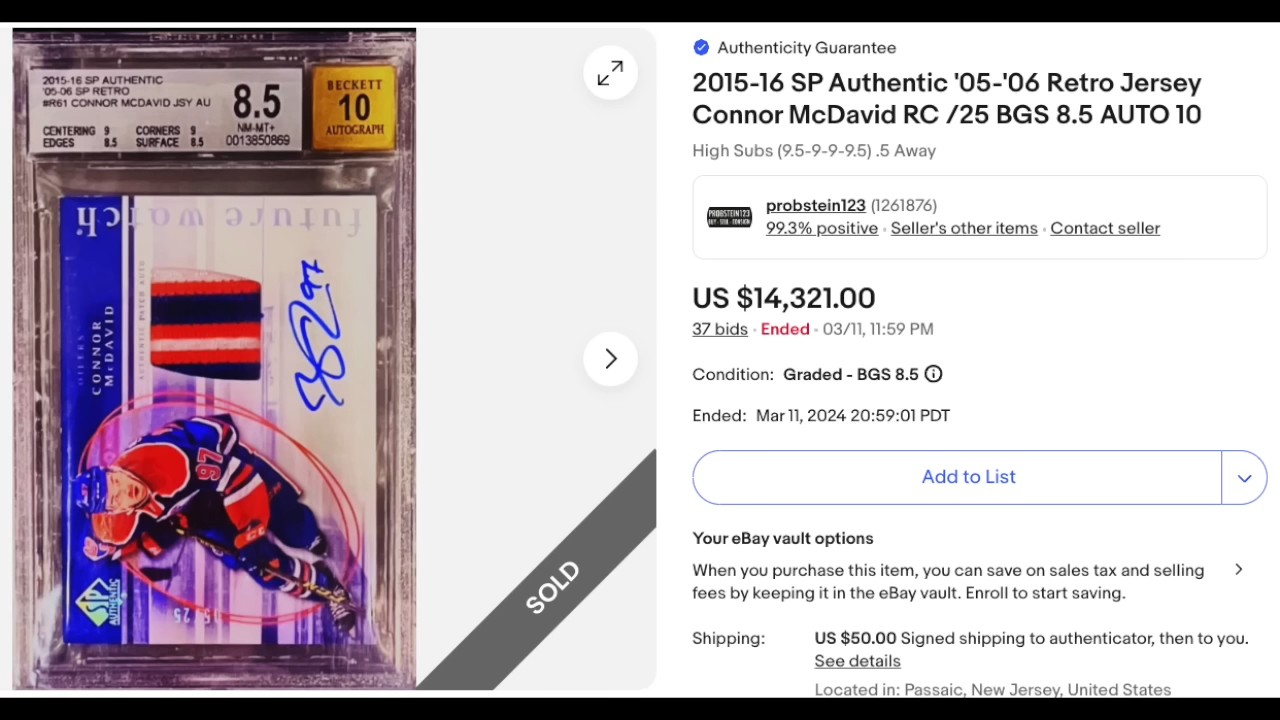 2015-16 SP AUTHENTIC
'05-06 SP RETRO
#R61 CONNOR MCDAVID JSY AU
8.5
NM-MT+
0013850869
CENTERING 9 CORNERS 9
EDGES 8.5 SURFACE 8.5
BECKETT
10
AUTOGRAPH
future watch
AUTHENTIC PATCH AUTO
OILERS
CONNOR
McDAVID
97
SP
AUTHENTIC
SOLD
Authenticity Guarantee
2015-16 SP Authentic '05-'06 Retro Jersey
Connor McDavid RC /25 BGS 8.5 AUTO 10
High Subs (9.5-9-9-9.5) .5 Away
PROBSTEIN123
probstein123 (1261876)
99.3% positive · Seller's other items · Contact seller
US $14,321.00
37 bids · Ended · 03/11, 11:59 PM
Condition: Graded - BGS 8.5
Ended: Mar 11, 2024 20:59:01 PDT
Add to List
Your eBay vault options
When you purchase this item, you can save on sales tax and selling
fees by keeping it in the eBay vault. Enroll to start saving.
Shipping: US $50.00 Signed shipping to authenticator, then to you.
See details
Located in: Passaic, New Jersey, United States